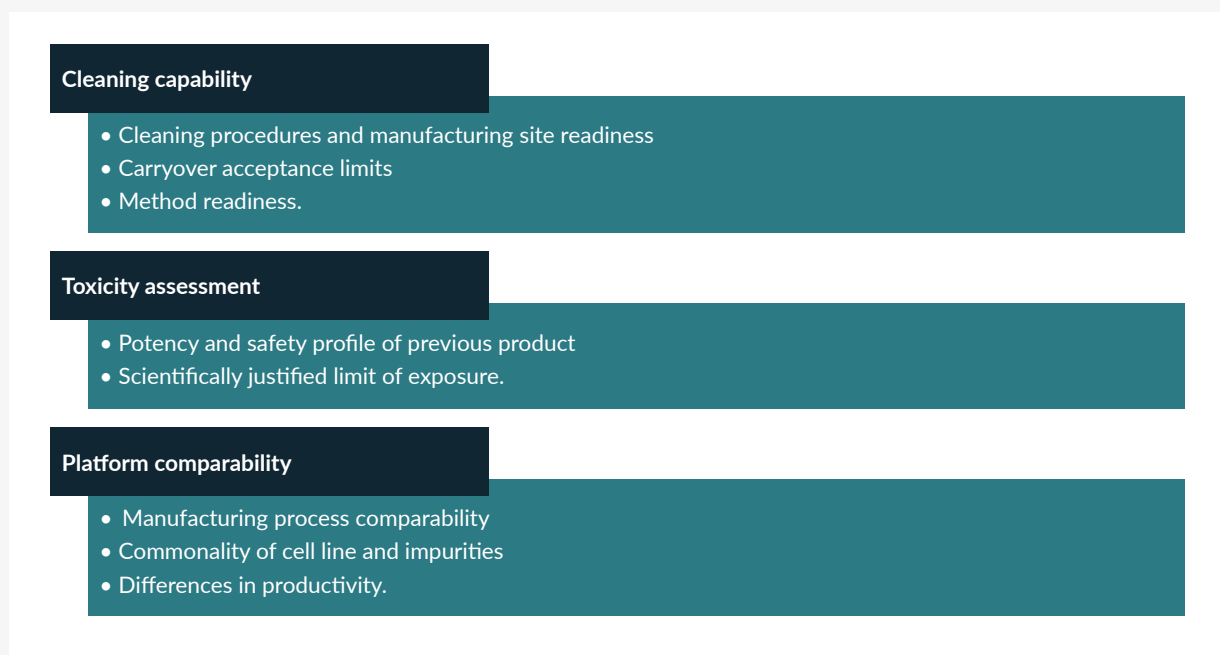 Cleaning capability
• Cleaning procedures and manufacturing site readiness
• Carryover acceptance limits
• Method readiness.
Toxicity assessment
• Potency and safety profile of previous product
• Scientifically justified limit of exposure.
Platform comparability
• Manufacturing process comparability
• Commonality of cell line and impurities
• Differences in productivity.